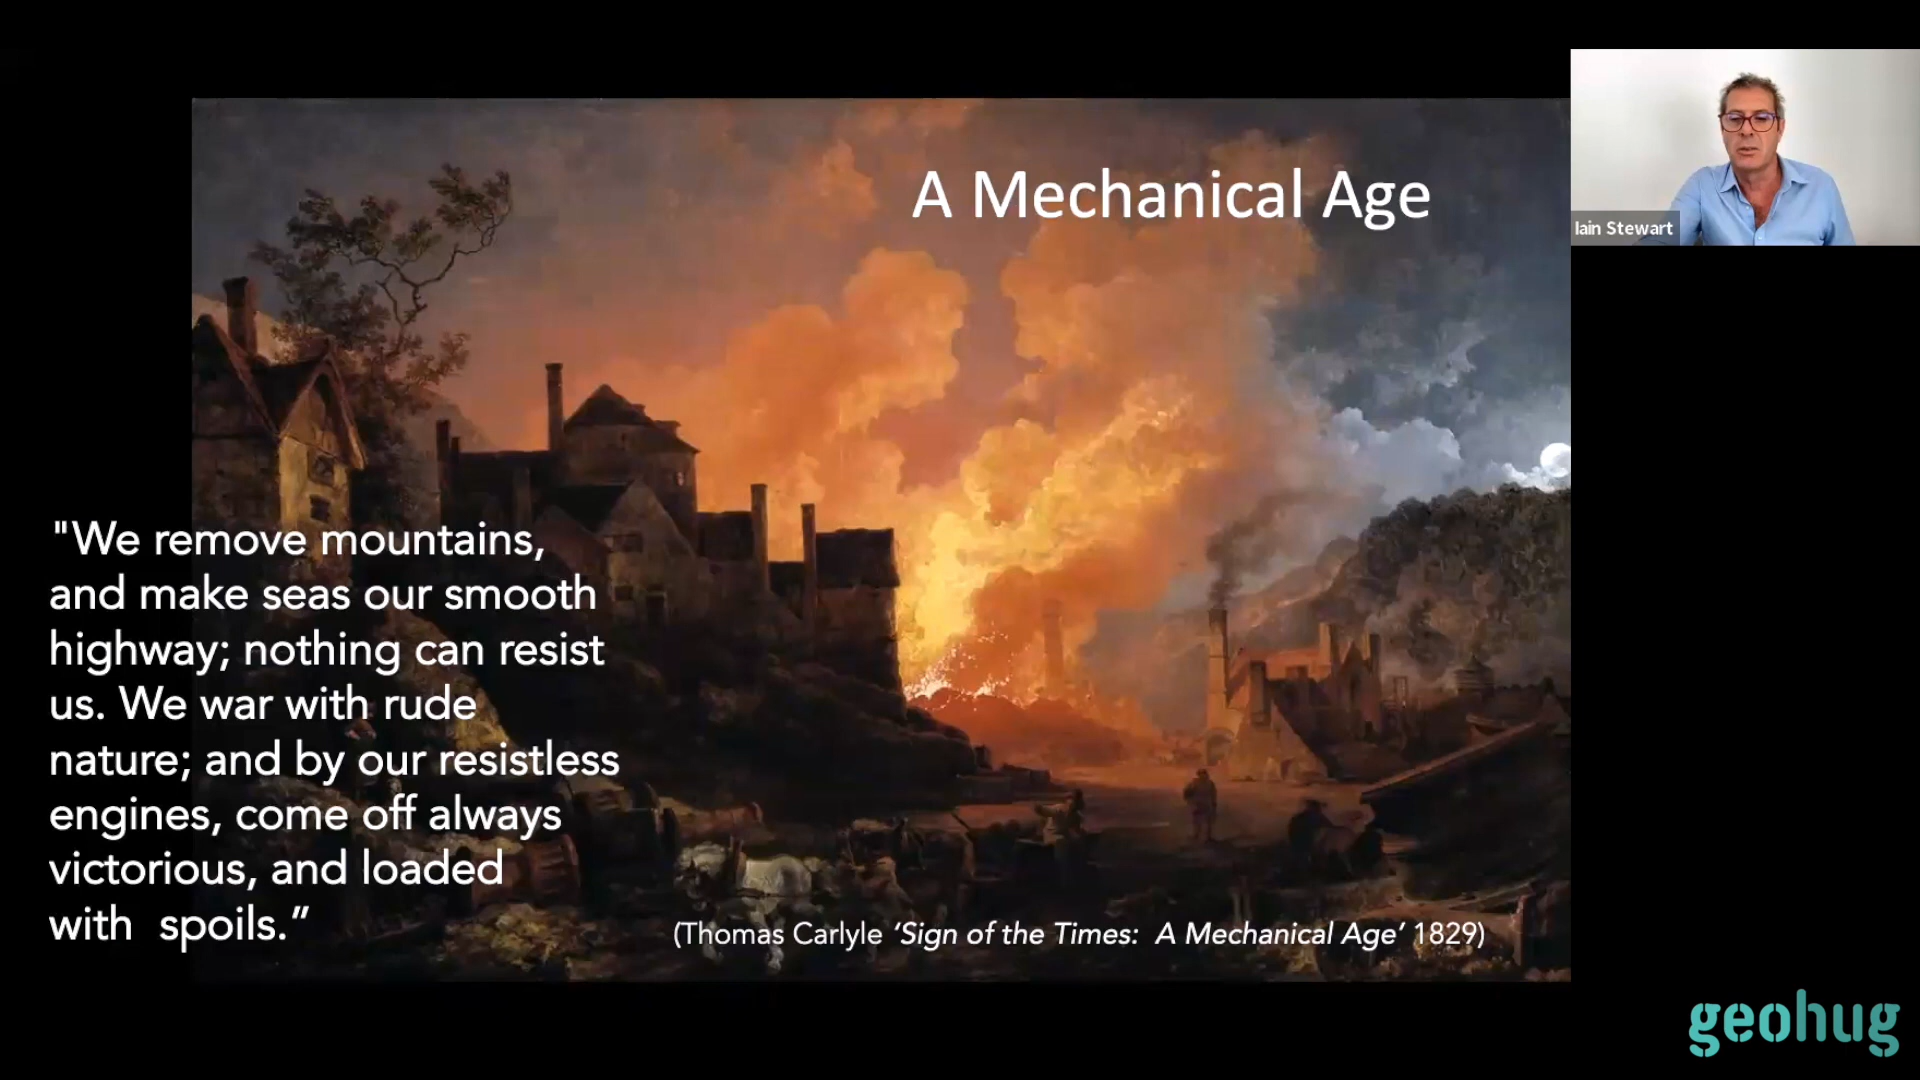 A Mechanical Age
Iain Stewart
"We remove mountains,
and make seas our smooth
highway; nothing can resist
us. We war with rude
nature; and by our resistless
engines, come off always
victorious, and loaded
with  spoils.”
(Thomas Carlyle ‘Sign of the Times:  A Mechanical Age’ 1829)
geohug